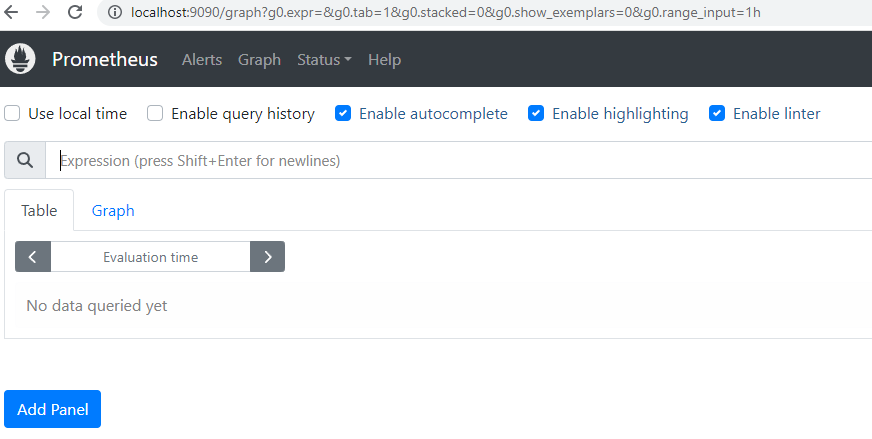 localhost:9090/graph?g0.expr=&g0.tab=1&g0.stacked=0&g0.show_exemplars=0&g0.range_input=1h
Prometheus Alerts Graph Status Help
Use local time Enable query history Enable autocomplete Enable highlighting Enable linter
Expression (press Shift+Enter for newlines)
Table Graph
Evaluation time
No data queried yet
Add Panel